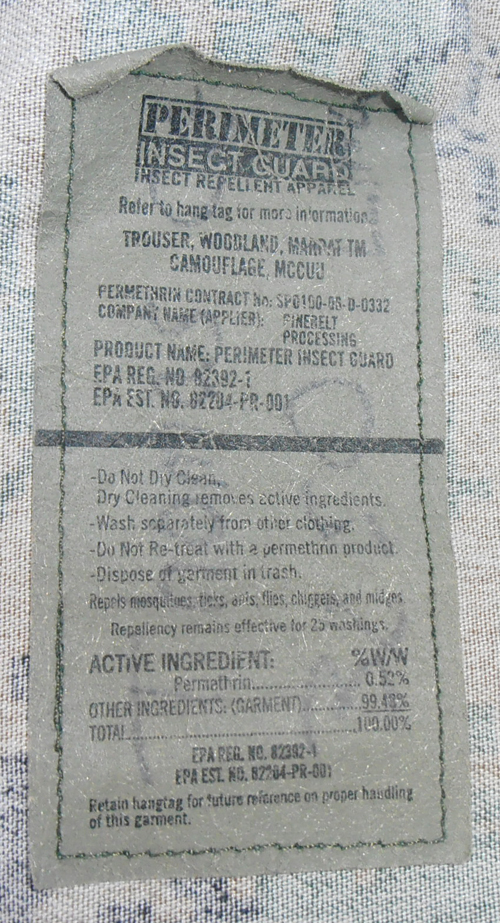 PERIMETER
INSECT GUARD
INSECT REPELLENT APPAREL
Refer to hang tag for more information.
TROUSER, WOODLAND, MARPAT TM
CAMOUFLAGE, MCCUU
PERMETHRIN CONTRACT No: SP0100-08-D-0332
COMPANY NAME (APPLIER): PINEBELT
PROCESSING
PRODUCT NAME: PERIMETER INSECT GUARD
EPA REG. NO. 82392-1
EPA EST. NO. 82204-PR-001
-Do Not Dry Clean.
Dry Cleaning removes active ingredients.
-Wash separately from other clothing.
-Do Not Re-treat with a permethrin product.
-Dispose of garment in trash.
Repels mosquitoes, ticks, ants, flies, chiggers, and midges
Repellency remains effective for 25 washings.
ACTIVE INGREDIENT: %W/W
Permethrin............................ 0.52%
OTHER INGREDIENTS: (GARMENT)............. 99.48%
TOTAL............................................. 100.00%
EPA REG. NO. 82392-1
EPA EST. NO. 82204-PR-001
Retain hangtag for future reference on proper handling
of this garment.